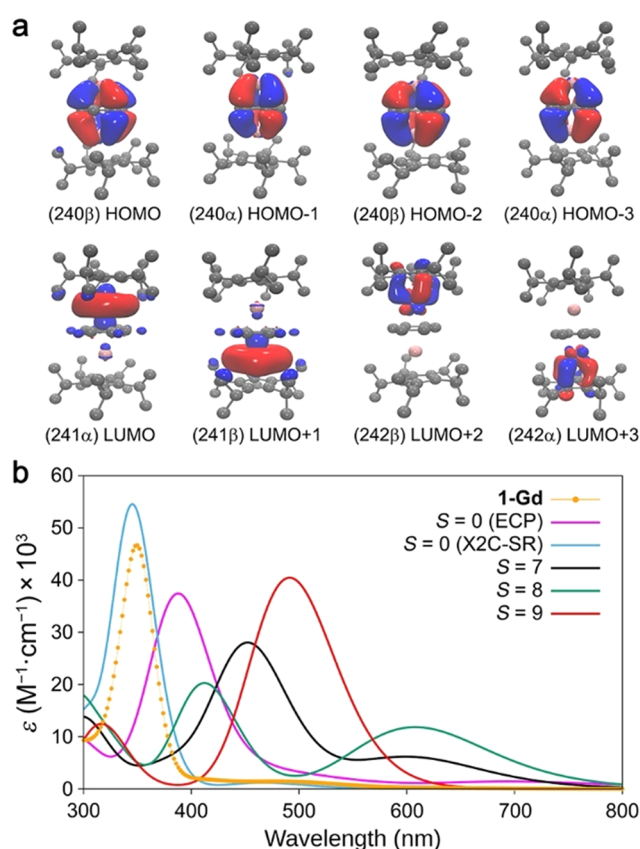 a
(240β) HOMO (240α) HOMO-1 (240β) HOMO-2 (240α) HOMO-3
(241α) LUMO (241β) LUMO+1 (242β) LUMO+2 (242α) LUMO+3
b
60
50
40
30
20
10
0
ε (M⁻¹·cm⁻¹) × 10³
1-Gd
S = 0 (ECP)
S = 0 (X2C-SR)
S = 7
S = 8
S = 9
300 400 500 600 700 800
Wavelength (nm)